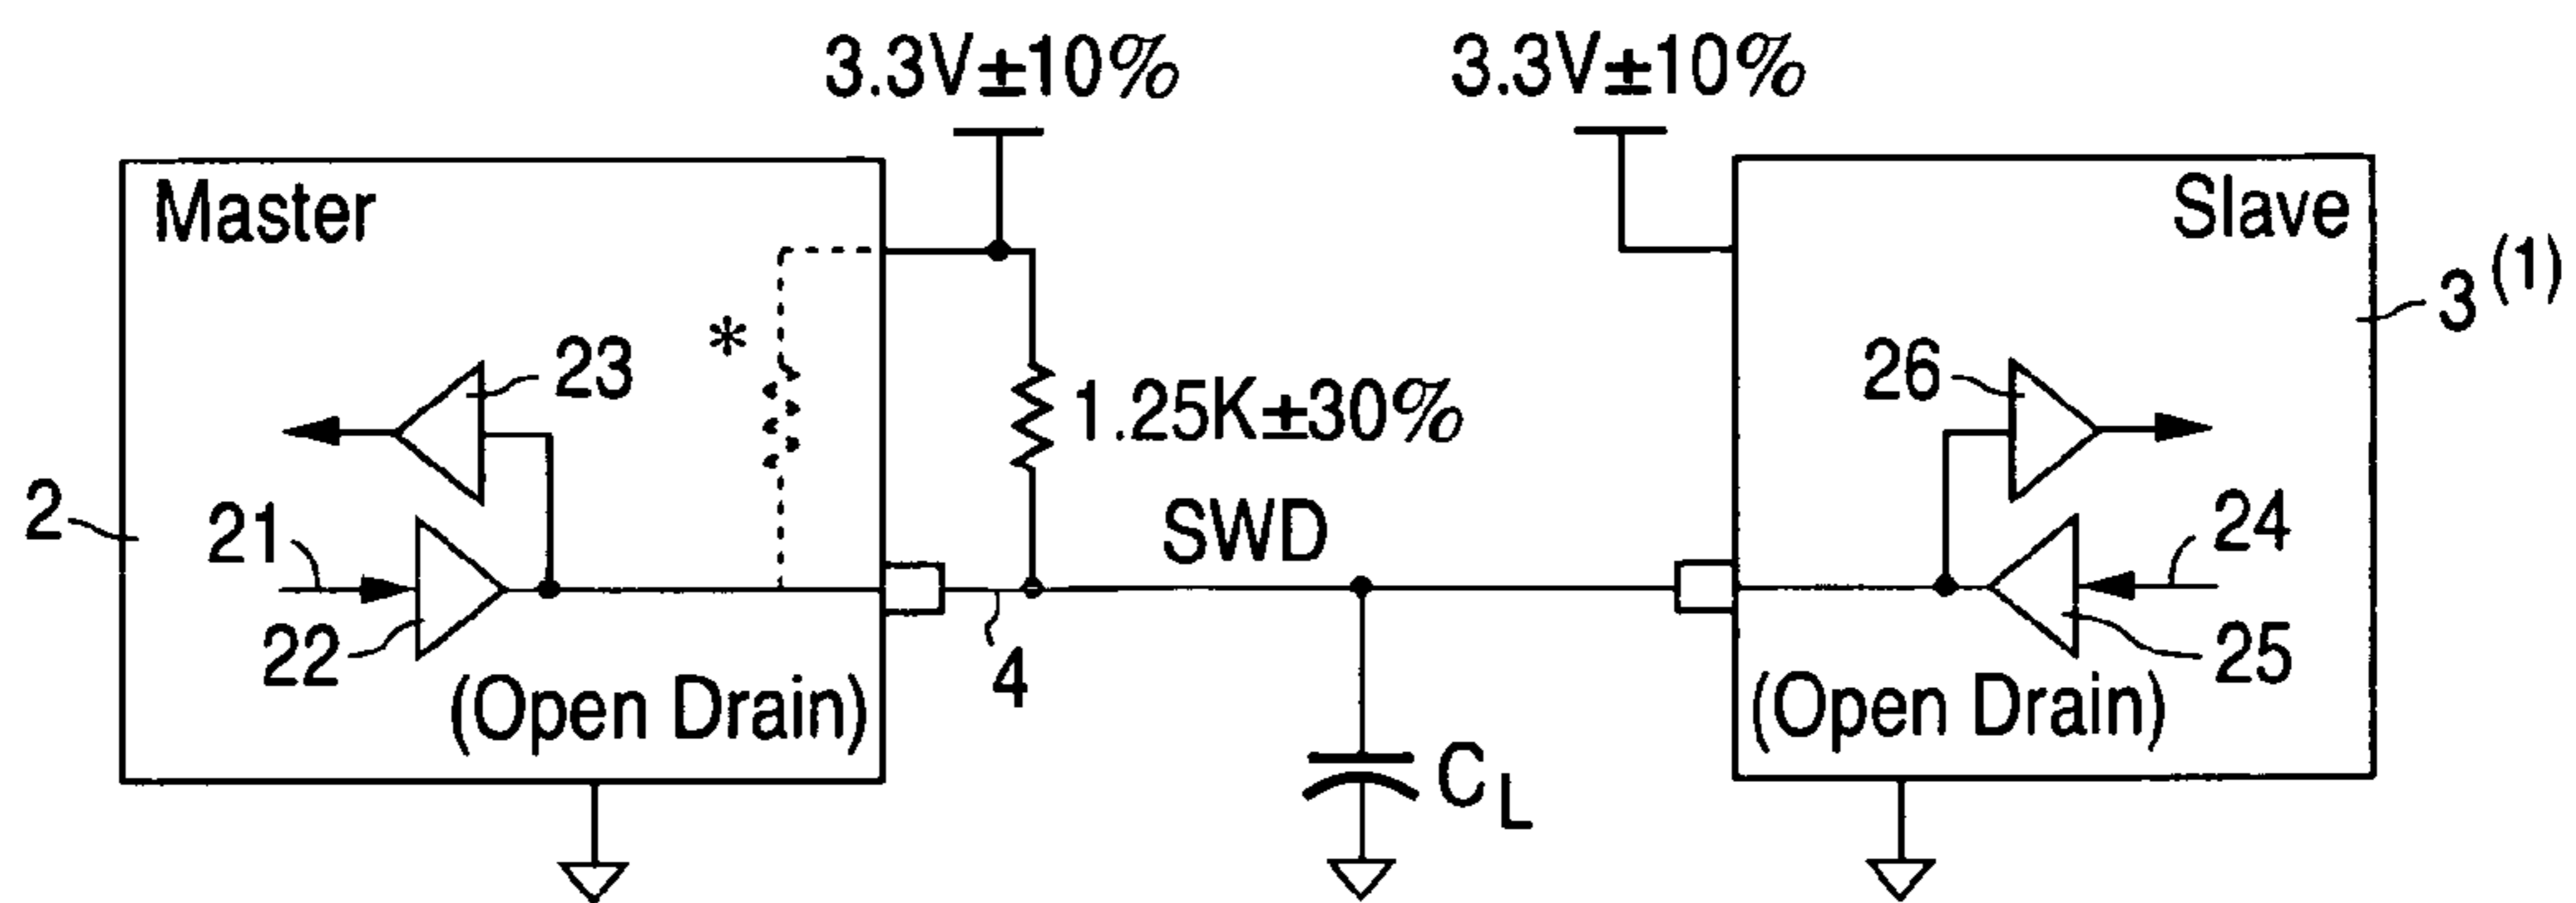 3.3V±10%
3.3V±10%
Master
Slave
3(1)
*
23
1.25K±30%
26
2
21
SWD
24
22
4
25
(Open Drain)
(Open Drain)
CL